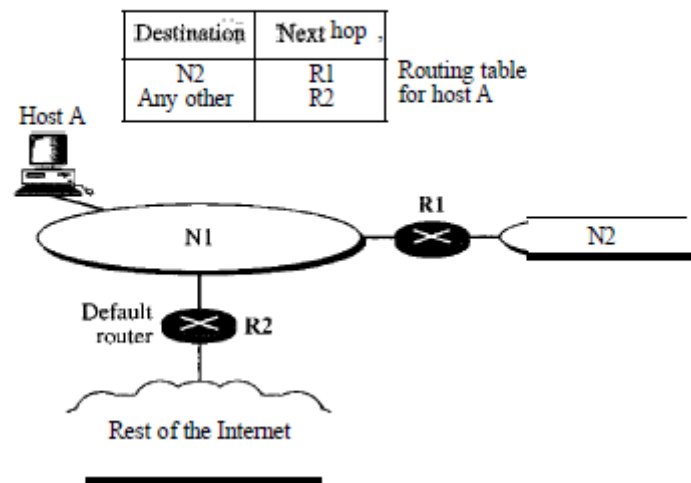 Destination Next hop ,
N2 R1
Any other R2
Routing table
for host A
Host A
R1
N1
N2
Default
router
R2
Rest of the Internet